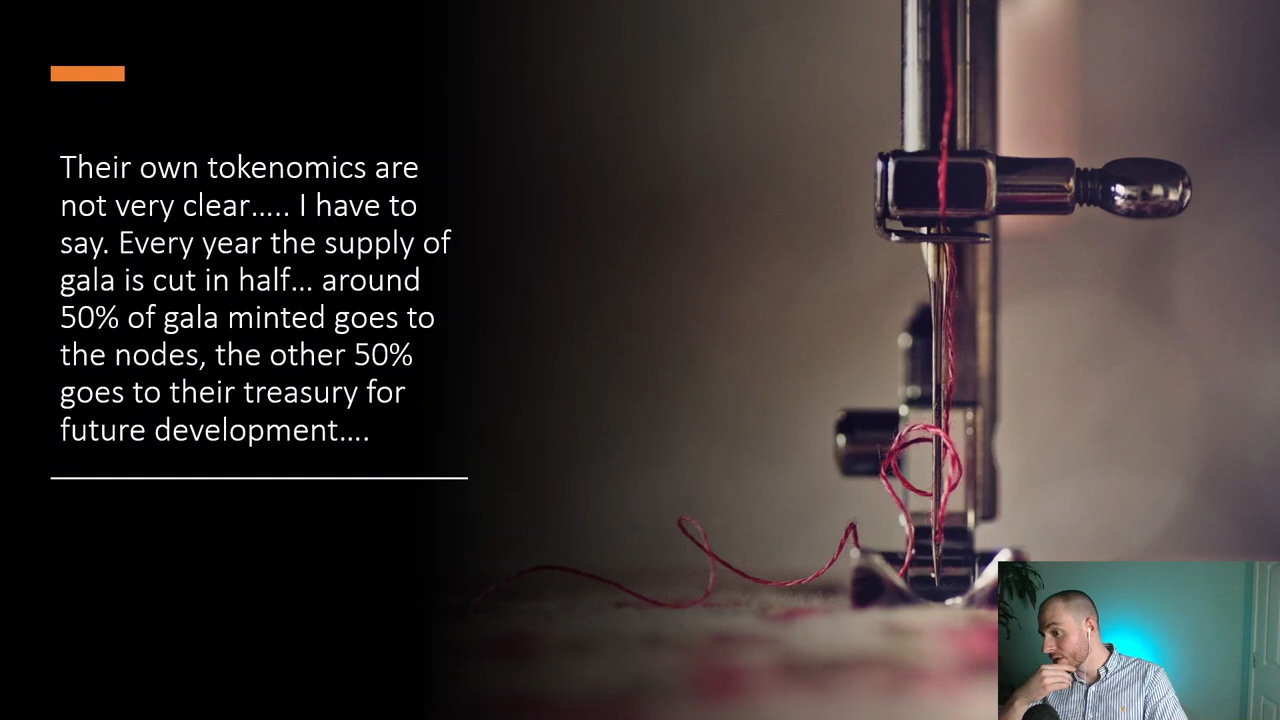 Their own tokenomics are
not very clear..... I have to
say. Every year the supply of
gala is cut in half... around
50% of gala minted goes to
the nodes, the other 50%
goes to their treasury for
future development....